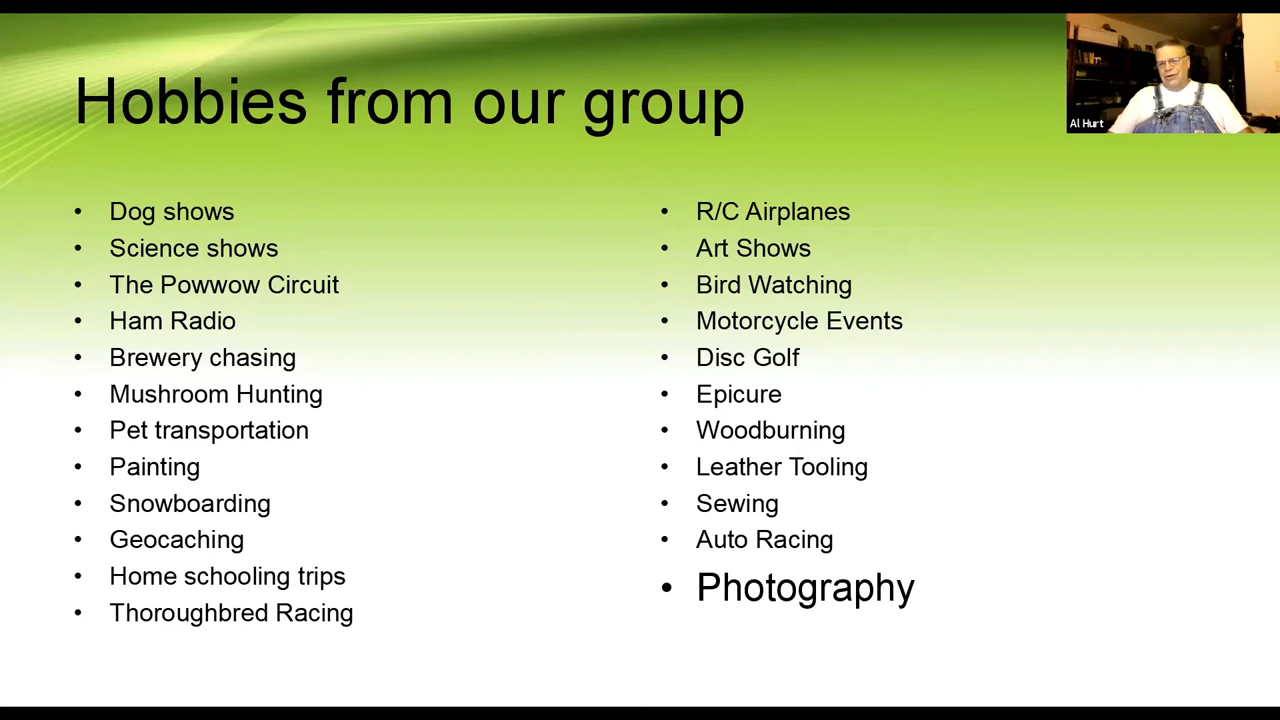 Hobbies from our group
Al Hurt
• Dog shows
• Science shows
• The Powwow Circuit
• Ham Radio
• Brewery chasing
• Mushroom Hunting
• Pet transportation
• Painting
• Snowboarding
• Geocaching
• Home schooling trips
• Thoroughbred Racing
• R/C Airplanes
• Art Shows
• Bird Watching
• Motorcycle Events
• Disc Golf
• Epicure
• Woodburning
• Leather Tooling
• Sewing
• Auto Racing
• Photography